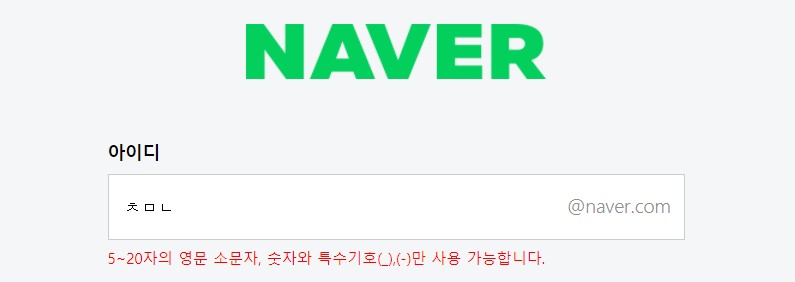 NAVER
아이디
ㅊㅁㄴ @naver.com
5~20자의 영문 소문자, 숫자와 특수기호(_),(-)만 사용 가능합니다.